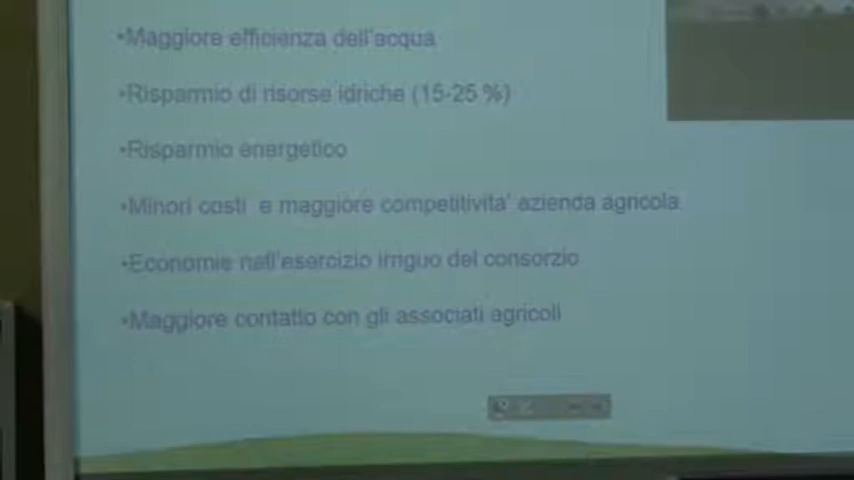 •Maggiore efficienza dell'acqua
•Risparmio di risorse idriche (15-25 %)
•Risparmio energetico
•Minori costi e maggiore competitivita' azienda agricola
•Economie nell'esercizio irriguo del consorzio
•Maggiore contatto con gli associati agricoli